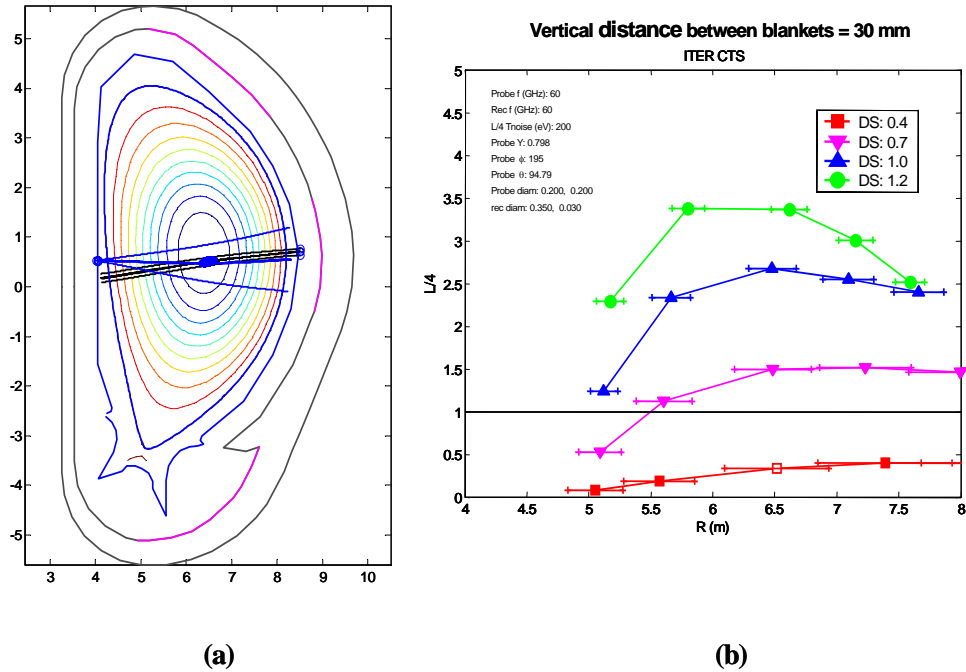 5
4
3
2
1
0
-1
-2
-3
-4
-5
3 4 5 6 7 8 9 10
(a)
Vertical distance between blankets = 30 mm
ITER CTS
Probe f (GHz): 60
Rec f (GHz): 60
L/4 Tnoise (eV): 200
Probe Y: 0.798
Probe ϕ: 195
Probe θ: 94.79
Probe diam: 0.200, 0.200
rec diam: 0.350, 0.030
DS: 0.4
DS: 0.7
DS: 1.0
DS: 1.2
5
4.5
4
3.5
3
2.5
2
1.5
1
0.5
0
L/4
4 4.5 5 5.5 6 6.5 7 7.5 8
R (m)
(b)